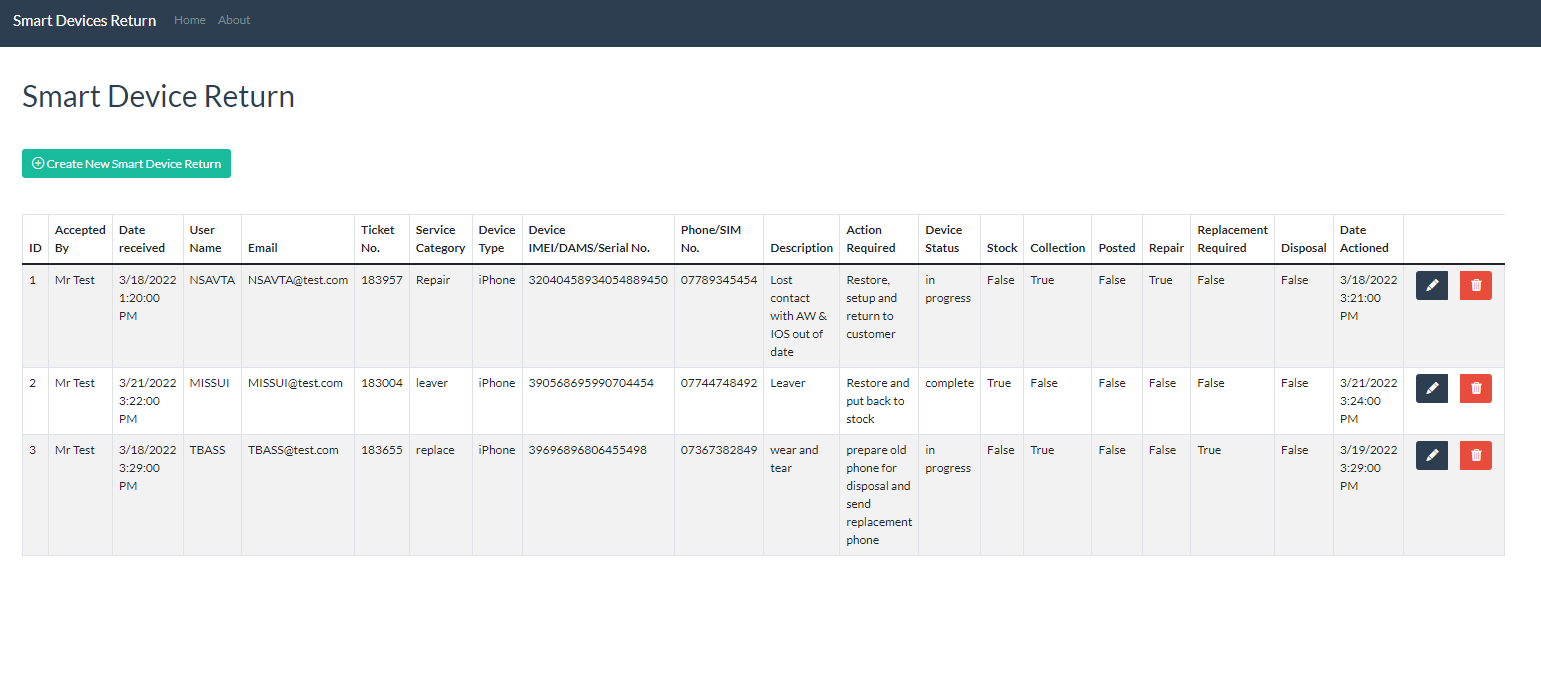 Smart Devices Return Home About
Smart Device Return
Create New Smart Device Return
ID Accepted By Date received User Name Email Ticket No. Service Category Device Type Device IMEI/DAMS/Serial No. Phone/SIM No. Description Action Required Device Status Stock Collection Posted Repair Replacement Required Disposal Date Actioned
1 Mr Test 3/18/2022 1:20:00 PM NSAVTA NSAVTA@test.com 183957 Repair iPhone 32040458934054889450 07789345454 Lost contact with AW & IOS out of date Restore, setup and return to customer in progress False True False True False False 3/18/2022 3:21:00 PM
2 Mr Test 3/21/2022 3:22:00 PM MISSUI MISSUI@test.com 183004 leaver iPhone 390568695990704454 07744748492 Leaver Restore and put back to stock complete True False False False False False 3/21/2022 3:24:00 PM
3 Mr Test 3/18/2022 3:29:00 PM TBASS TBASS@test.com 183655 replace iPhone 39696896806455498 07367382849 wear and tear prepare old phone for disposal and send replacement phone in progress False True False False True False 3/19/2022 3:29:00 PM